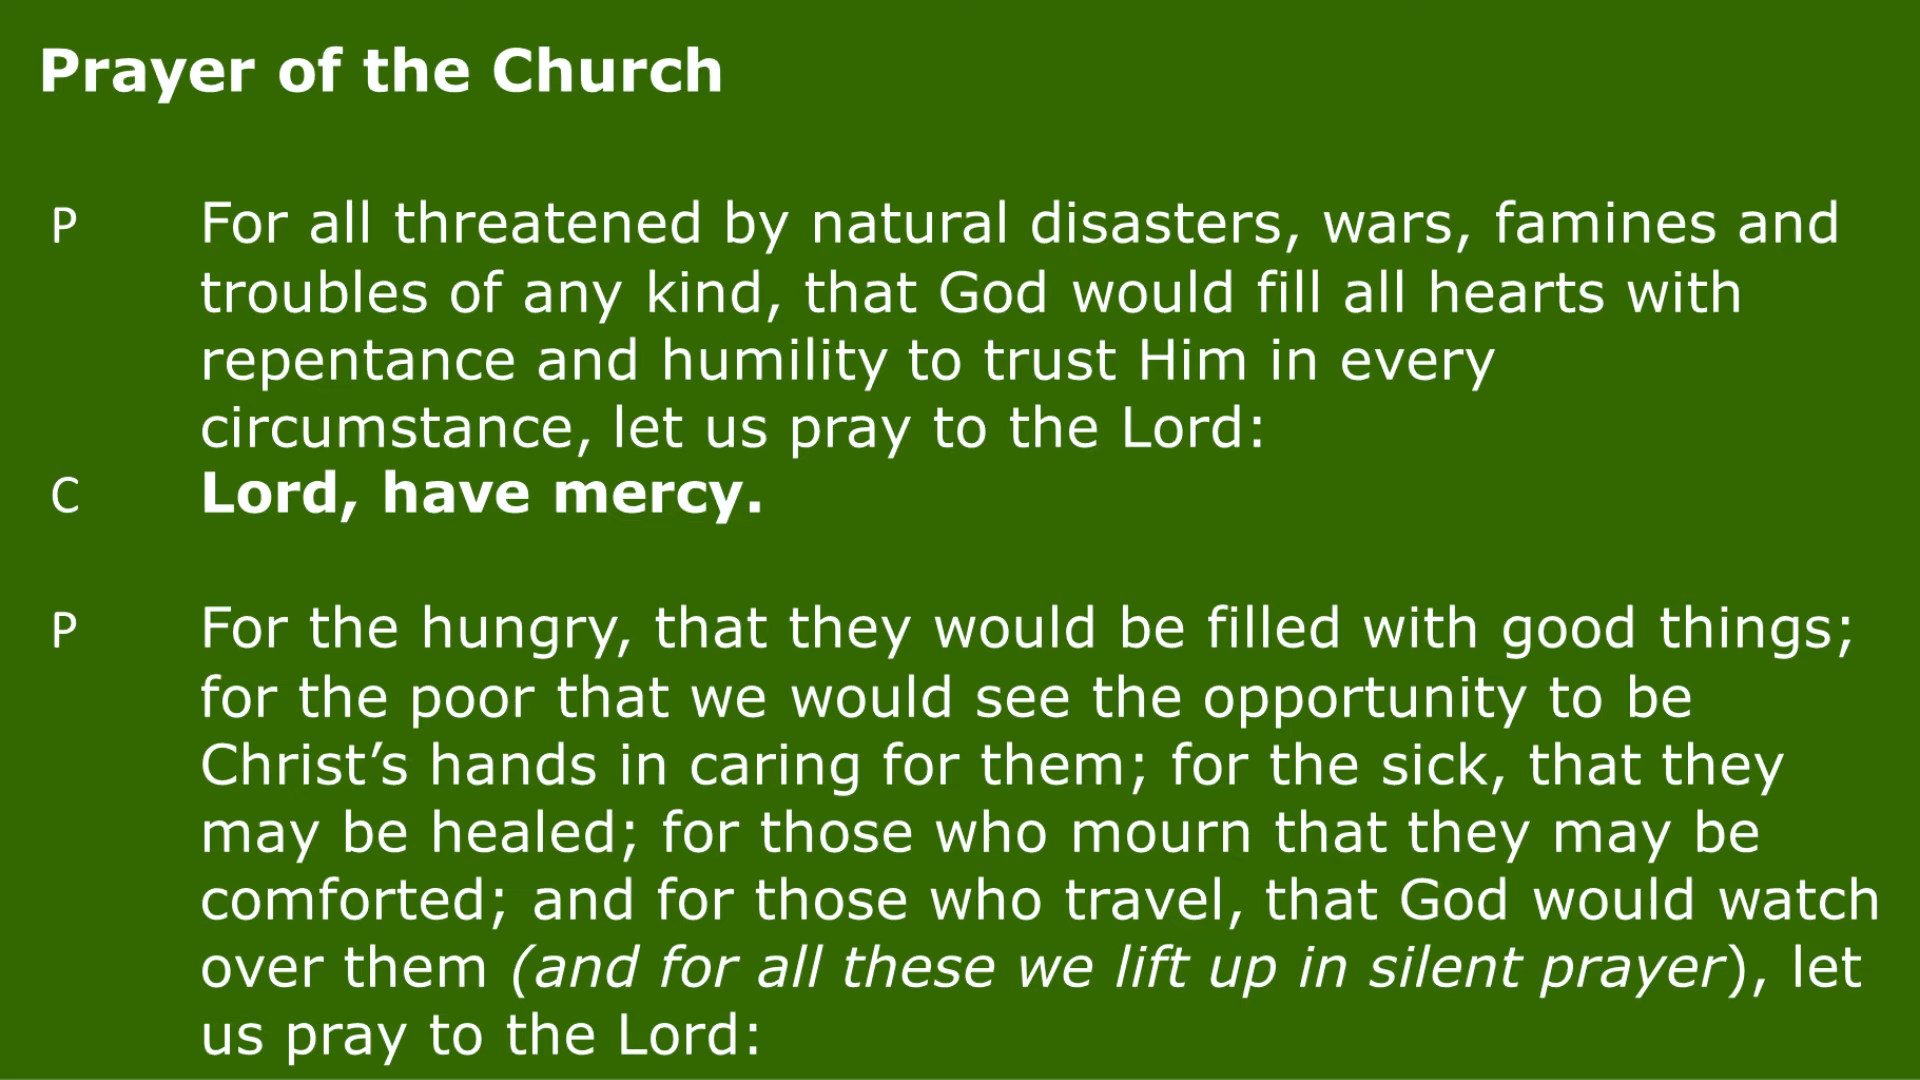 Prayer of the Church
P For all threatened by natural disasters, wars, famines and
troubles of any kind, that God would fill all hearts with
repentance and humility to trust Him in every
circumstance, let us pray to the Lord:
C Lord, have mercy.
P For the hungry, that they would be filled with good things;
for the poor that we would see the opportunity to be
Christ’s hands in caring for them; for the sick, that they
may be healed; for those who mourn that they may be
comforted; and for those who travel, that God would watch
over them (and for all these we lift up in silent prayer), let
us pray to the Lord: